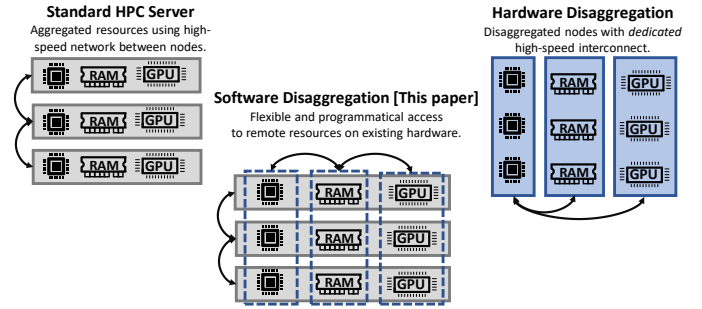 Standard HPC Server
Aggregated resources using high-
speed network between nodes.
RAM GPU
RAM GPU
RAM GPU
Software Disaggregation [This paper]
Flexible and programmatical access
to remote resources on existing hardware.
RAM GPU
RAM GPU
RAM GPU
Hardware Disaggregation
Disaggregated nodes with dedicated
high-speed interconnect.
RAM GPU
RAM GPU
RAM GPU